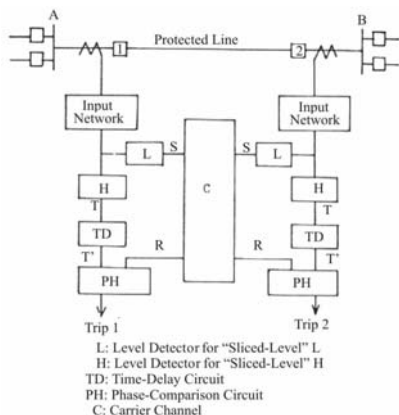 A
B
1
Protected Line
2
Input
Network
Input
Network
L
S
C
S
L
H
H
T
T
TD
TD
T'
R
R
T'
PH
PH
Trip 1
Trip 2
L: Level Detector for “Sliced-Level” L
H: Level Detector for “Sliced-Level” H
TD: Time-Delay Circuit
PH: Phase-Comparison Circuit
C: Carrier Channel